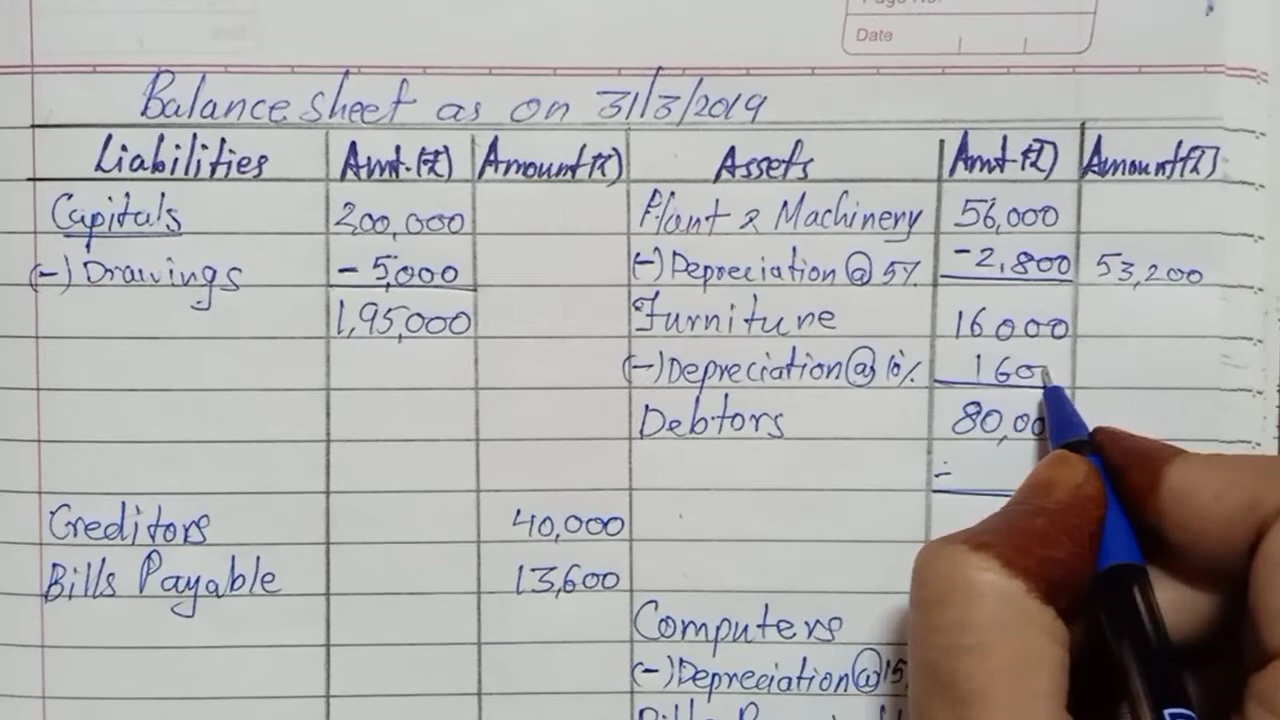 Date
Balance sheet as on 31/3/2019
Liabilities Amt.(₹) Amount(₹) Assets Amt.(₹) Amount(₹)
Capitals 200,000 Plant & Machinery 56,000
(-) Drawings - 5,000 (-) Depreciation @ 5% -2,800 53,200
1,95,000 Furniture 16000
(-) Depreciation @ 10% 160
Debtors 80,00
-
Creditors 40,000
Bills Payable 13,600
Computers
(-) Depreciation @ 15